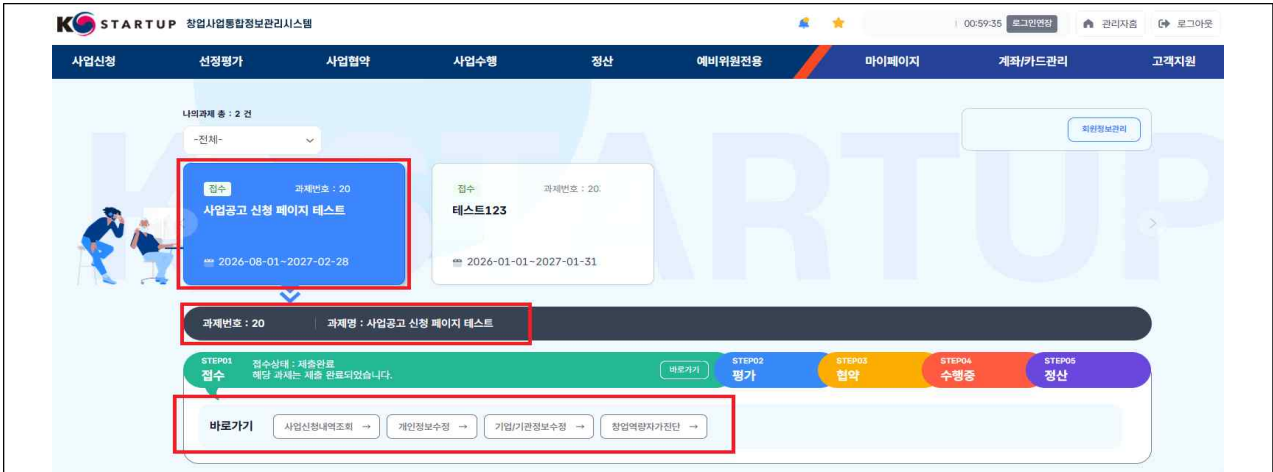 K STARTUP 창업사업통합정보관리시스템
00:59:35 로그인연장 관리자홈 로그아웃
사업신청 선정평가 사업협약 사업수행 정산 예비위원전용 마이페이지 계좌/카드관리 고객지원
K STARTUP
나의과제 총 : 2 건
-전체-
회원정보관리
접수 과제번호 : 20
사업공고 신청 페이지 테스트
2026-08-01~2027-02-28
접수 과제번호 : 20
테스트123
2026-01-01~2027-01-31
과제번호 : 20 과제명 : 사업공고 신청 페이지 테스트
STEP01
접수
접수상태 : 제출완료
해당 과제는 제출 완료되었습니다.
바로가기
STEP02
평가
STEP03
협약
STEP04
수행중
STEP05
정산
바로가기 사업신청내역조회 → 개인정보수정 → 기업/기관정보수정 → 창업역량자가진단 →